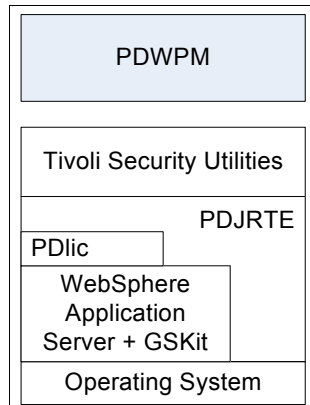 PDWPM
Tivoli Security Utilities
PDJRTE
PDlic
WebSphere
Application
Server + GSKit
Operating System